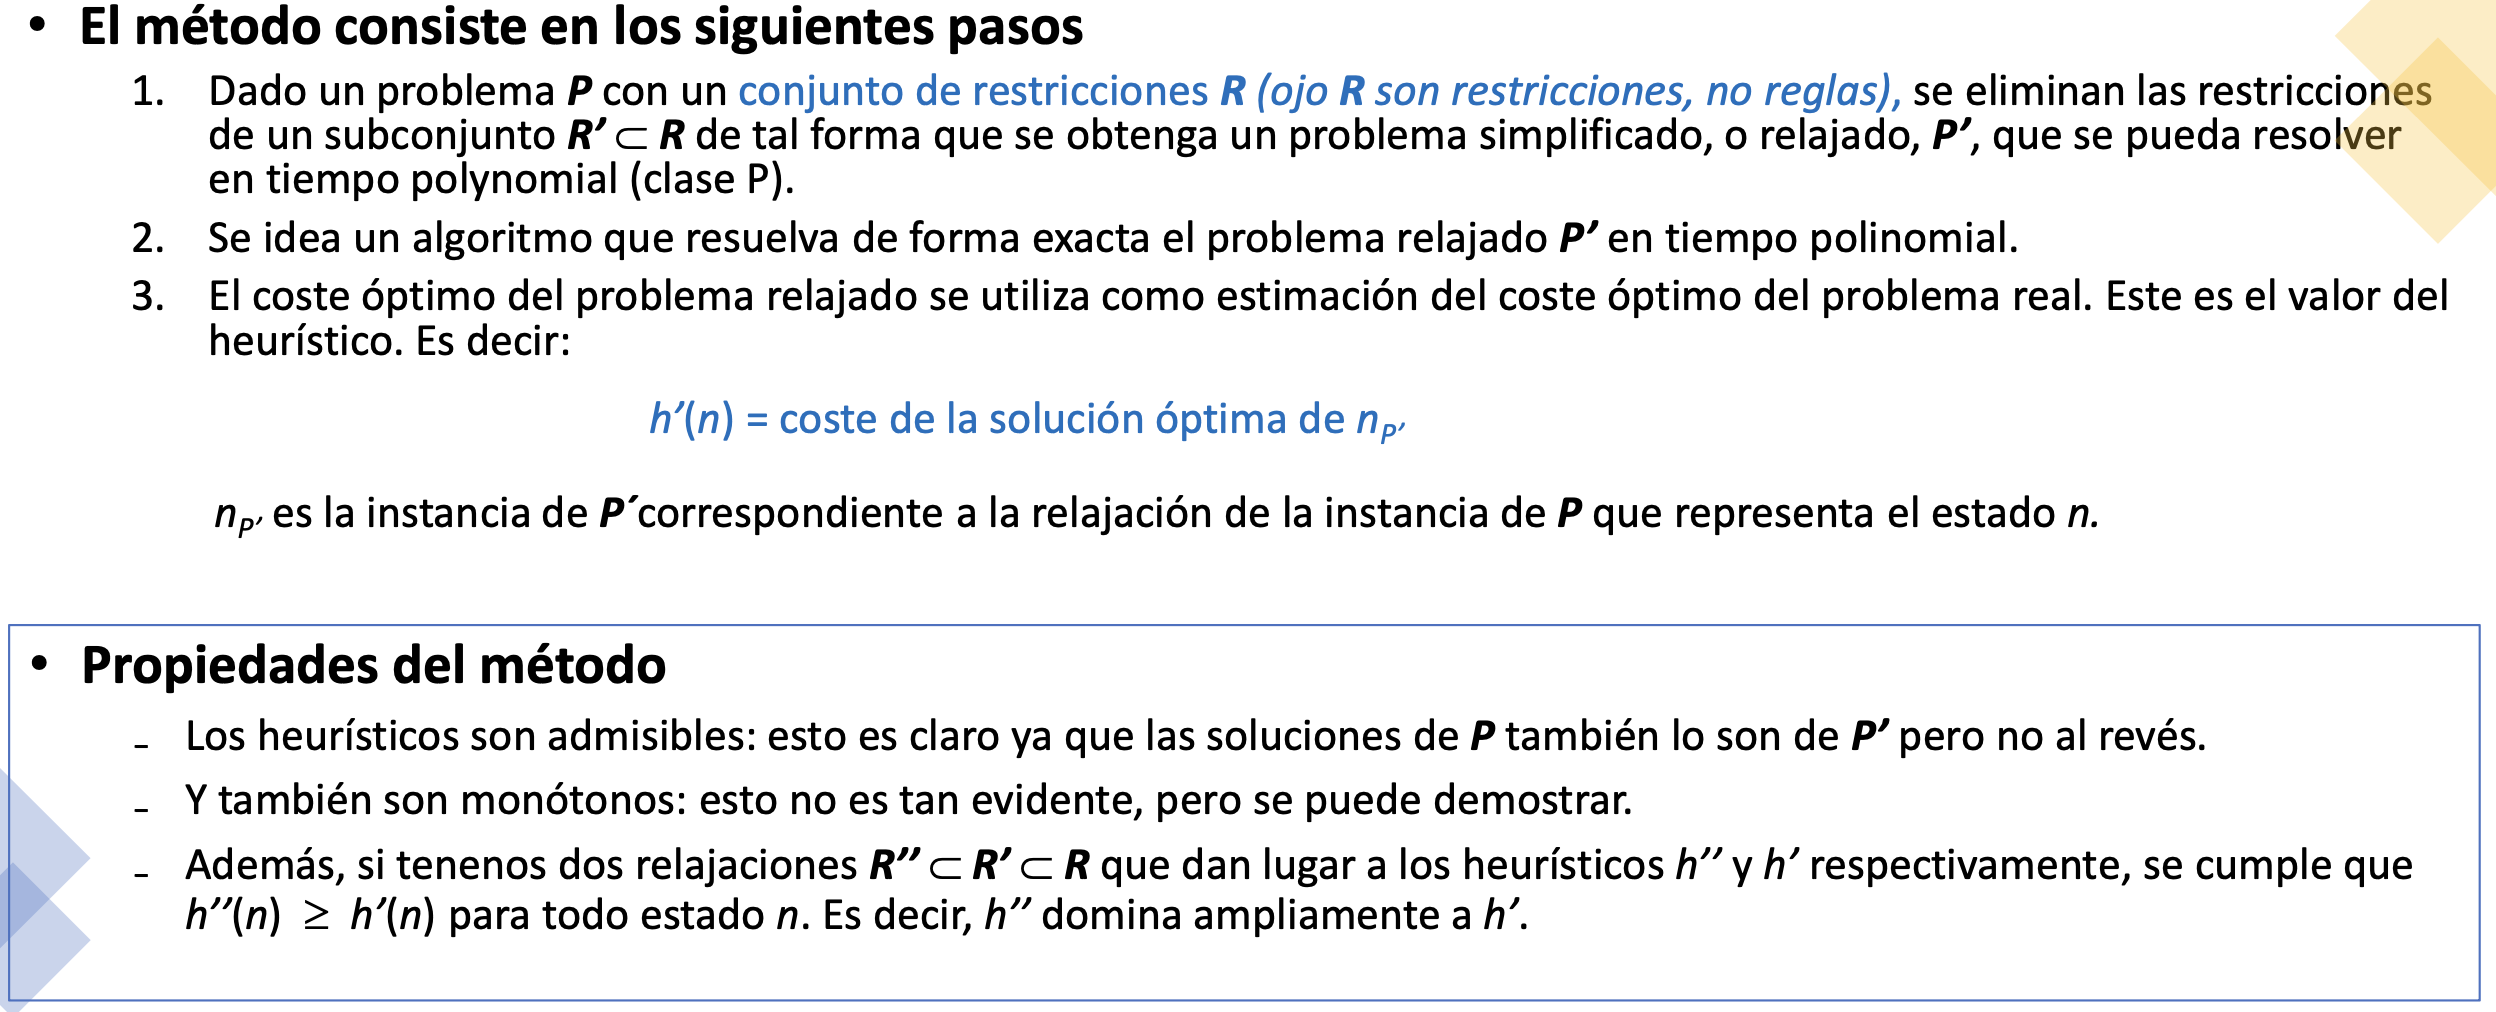 • El método consiste en los siguientes pasos
1. Dado un problema P con un conjunto de restricciones R (ojo R son restricciones, no reglas), se eliminan las restricciones
de un subconjunto R’ ⊂ R de tal forma que se obtenga un problema simplificado, o relajado, P’, que se pueda resolver
en tiempo polynomial (clase P).
2. Se idea un algoritmo que resuelva de forma exacta el problema relajado P’ en tiempo polinomial.
3. El coste óptimo del problema relajado se utiliza como estimación del coste óptimo del problema real. Este es el valor del
heurístico. Es decir:
h’(n) = coste de la solución óptima de nP’
nP’ es la instancia de P´correspondiente a la relajación de la instancia de P que representa el estado n.
• Propiedades del método
– Los heurísticos son admisibles: esto es claro ya que las soluciones de P también lo son de P’ pero no al revés.
– Y también son monótonos: esto no es tan evidente, pero se puede demostrar.
– Además, si tenenos dos relajaciones R’’ ⊂ R’ ⊂ R que dan lugar a los heurísticos h’’ y h’ respectivamente, se cumple que
h’’(n) ≥ h’(n) para todo estado n. Es decir, h’’ domina ampliamente a h’.